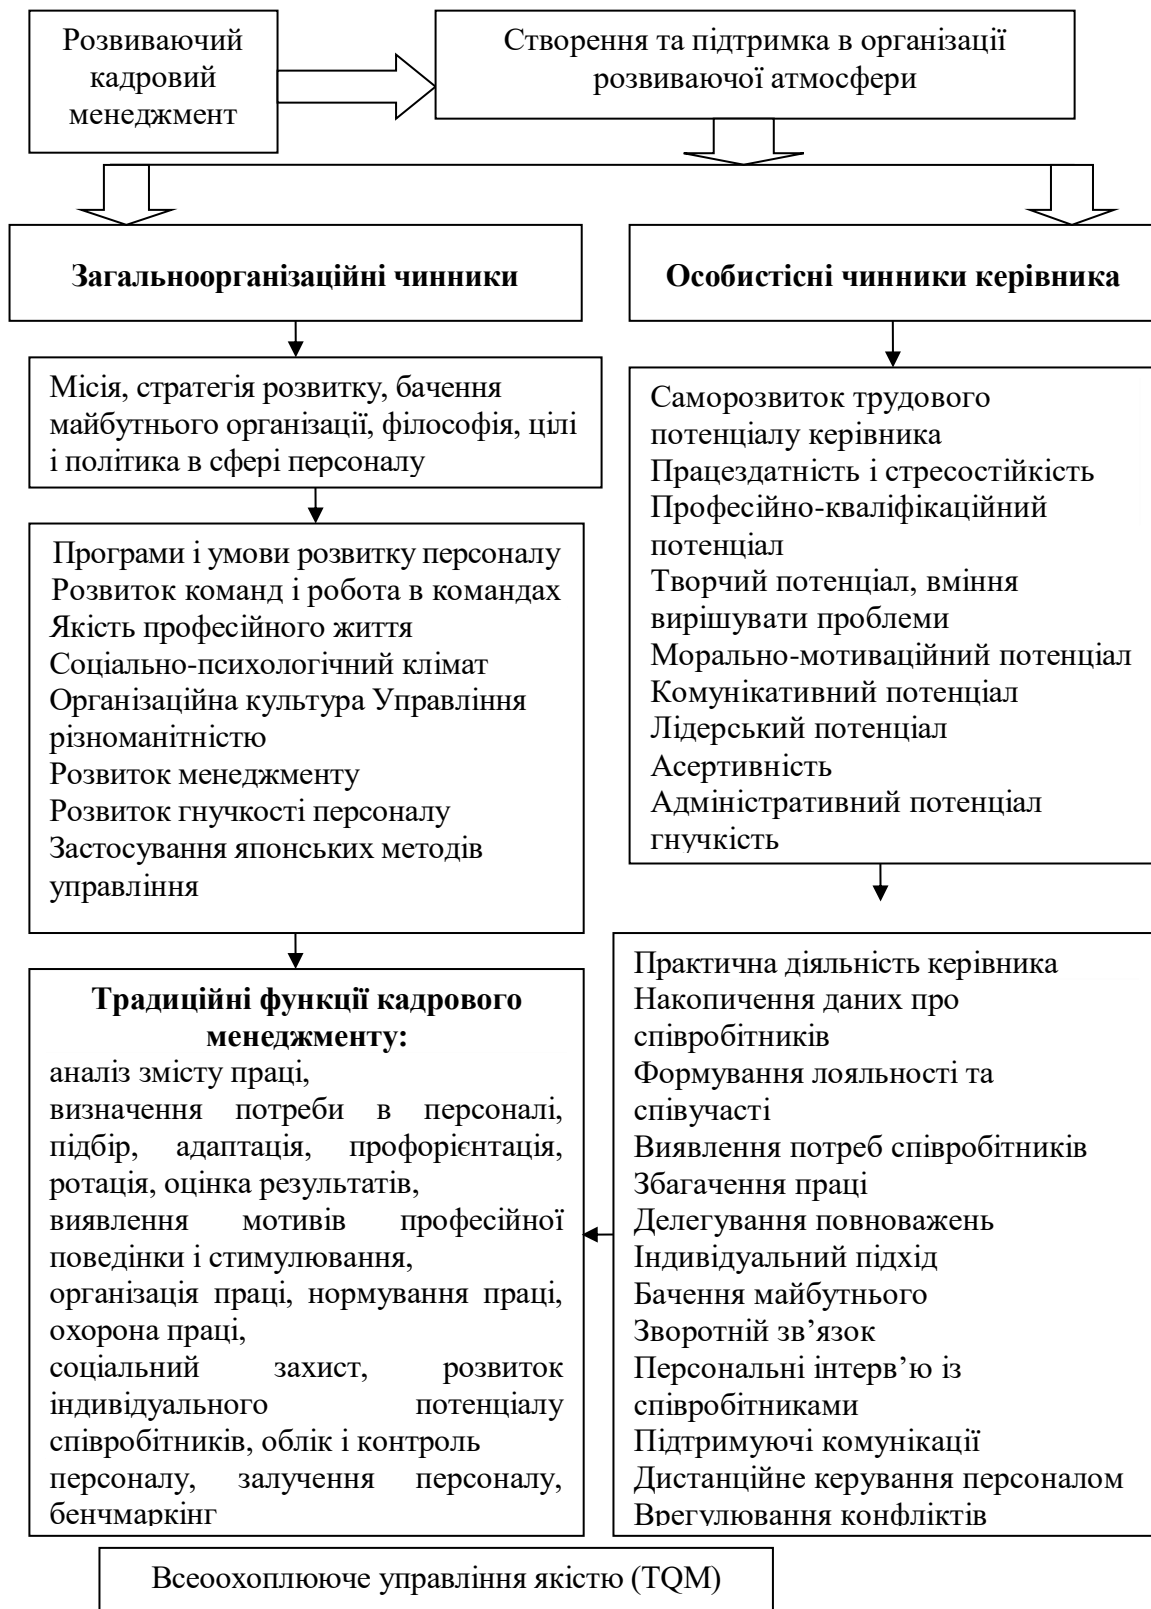 Розвиваючий
кадровий
менеджмент
Створення та підтримка в організації
розвиваючої атмосфери
Загальноорганізаційні чинники
Особистісні чинники керівника
Місія, стратегія розвитку, бачення
майбутнього організації, філософія, цілі
і політика в сфері персоналу
Програми і умови розвитку персоналу
Розвиток команд і робота в командах
Якість професійного життя
Соціально-психологічний клімат
Організаційна культура Управління
різноманітністю
Розвиток менеджменту
Розвиток гнучкості персоналу
Застосування японських методів
управління
Саморозвиток трудового
потенціалу керівника
Працездатність і стресостійкість
Професійно-кваліфікаційний
потенціал
Творчий потенціал, вміння
вирішувати проблеми
Морально-мотиваційний потенціал
Комунікативний потенціал
Лідерський потенціал
Асертивність
Адміністративний потенціал
гнучкість
Традиційні функції кадрового
менеджменту:
аналіз змісту праці,
визначення потреби в персоналі,
підбір, адаптація, профорієнтація,
ротація, оцінка результатів,
виявлення мотивів професійної
поведінки і стимулювання,
організація праці, нормування праці,
охорона праці,
соціальний захист, розвиток
індивідуального потенціалу
співробітників, облік і контроль
персоналу, залучення персоналу,
бенчмаркінг
Практична діяльність керівника
Накопичення даних про
співробітників
Формування лояльності та
співучасті
Виявлення потреб співробітників
Збагачення праці
Делегування повноважень
Індивідуальний підхід
Бачення майбутнього
Зворотній зв’язок
Персональні інтерв’ю із
співробітниками
Підтримуючі комунікації
Дистанційне керування персоналом
Врегулювання конфліктів
Всеоохоплююче управління якістю (TQM)